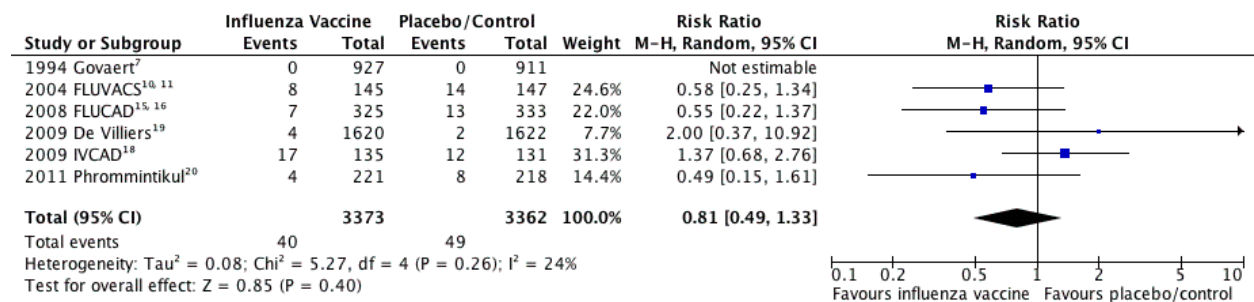 Influenza Vaccine Placebo/Control Risk Ratio Risk Ratio
Study or Subgroup Events Total Events Total Weight M-H, Random, 95% CI M-H, Random, 95% CI
1994 Govaert⁷ 0 927 0 911 Not estimable
2004 FLUVACS¹⁰, ¹¹ 8 145 14 147 24.6% 0.58 [0.25, 1.34]
2008 FLUCAD¹⁵, ¹⁶ 7 325 13 333 22.0% 0.55 [0.22, 1.37]
2009 De Villiers¹⁹ 4 1620 2 1622 7.7% 2.00 [0.37, 10.92]
2009 IVCAD¹⁸ 17 135 12 131 31.3% 1.37 [0.68, 2.76]
2011 Phrommintikul²⁰ 4 221 8 218 14.4% 0.49 [0.15, 1.61]
Total (95% CI) 3373 3362 100.0% 0.81 [0.49, 1.33]
Total events 40 49
Heterogeneity: Tau² = 0.08; Chi² = 5.27, df = 4 (P = 0.26); I² = 24%
Test for overall effect: Z = 0.85 (P = 0.40)
0.1 0.2 0.5 1 2 5 10
Favours influenza vaccine Favours placebo/control